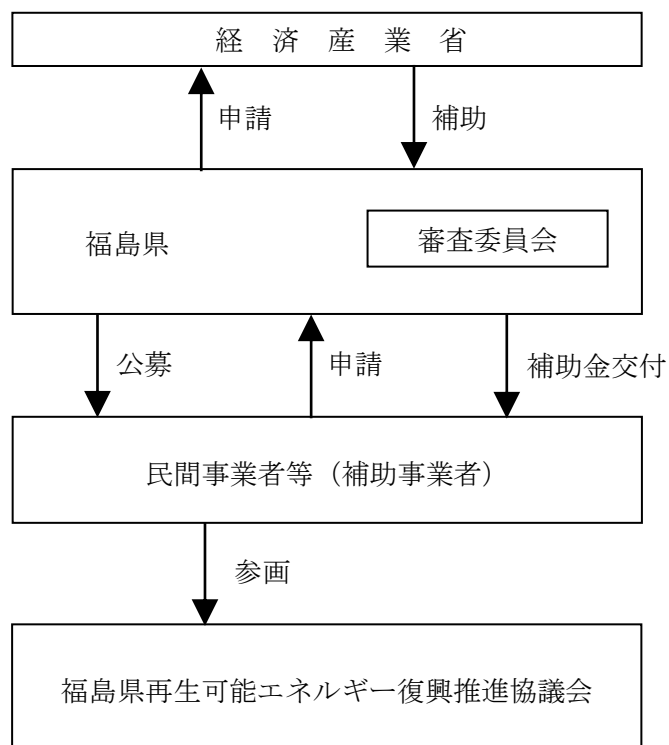 経 済 産 業 省
申請
補助
福島県
審査委員会
公募
申請
補助金交付
民間事業者等（補助事業者）
参画
福島県再生可能エネルギー復興推進協議会